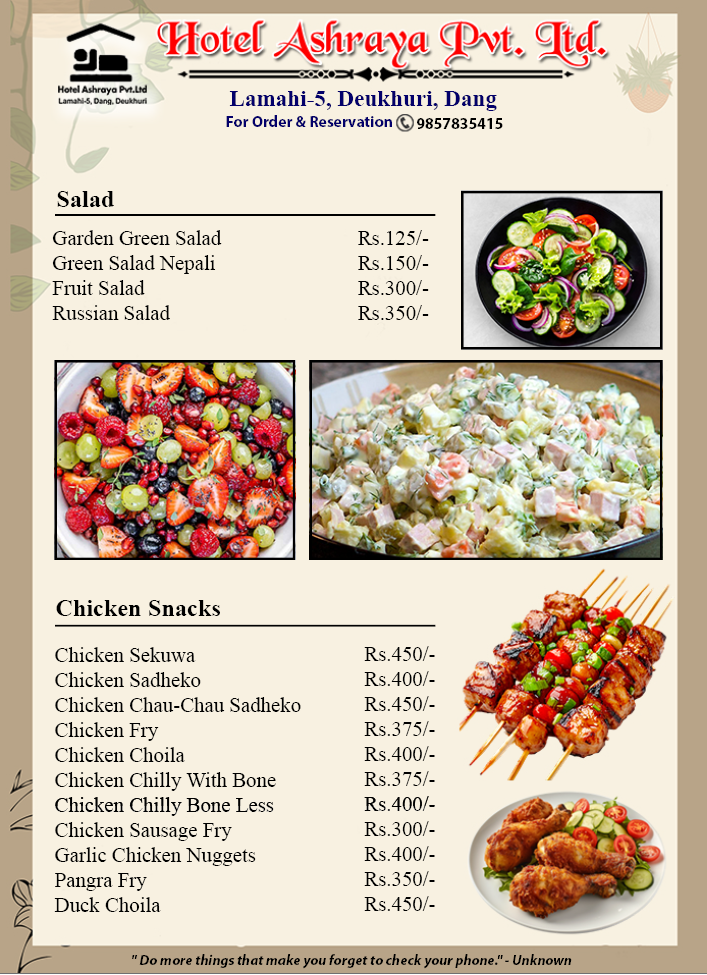 Hotel Ashraya Pvt. Ltd.
Hotel Ashraya Pvt.Ltd
Lamahi-5, Dang, Deukhuri
Lamahi-5, Deukhuri, Dang
For Order & Reservation 9857835415
Salad
Garden Green Salad Rs.125/-
Green Salad Nepali Rs.150/-
Fruit Salad Rs.300/-
Russian Salad Rs.350/-
Chicken Snacks
Chicken Sekuwa Rs.450/-
Chicken Sadheko Rs.400/-
Chicken Chau-Chau Sadheko Rs.450/-
Chicken Fry Rs.375/-
Chicken Choila Rs.400/-
Chicken Chilly With Bone Rs.375/-
Chicken Chilly Bone Less Rs.400/-
Chicken Sausage Fry Rs.300/-
Garlic Chicken Nuggets Rs.400/-
Pangra Fry Rs.350/-
Duck Choila Rs.450/-
" Do more things that make you forget to check your phone." - Unknown